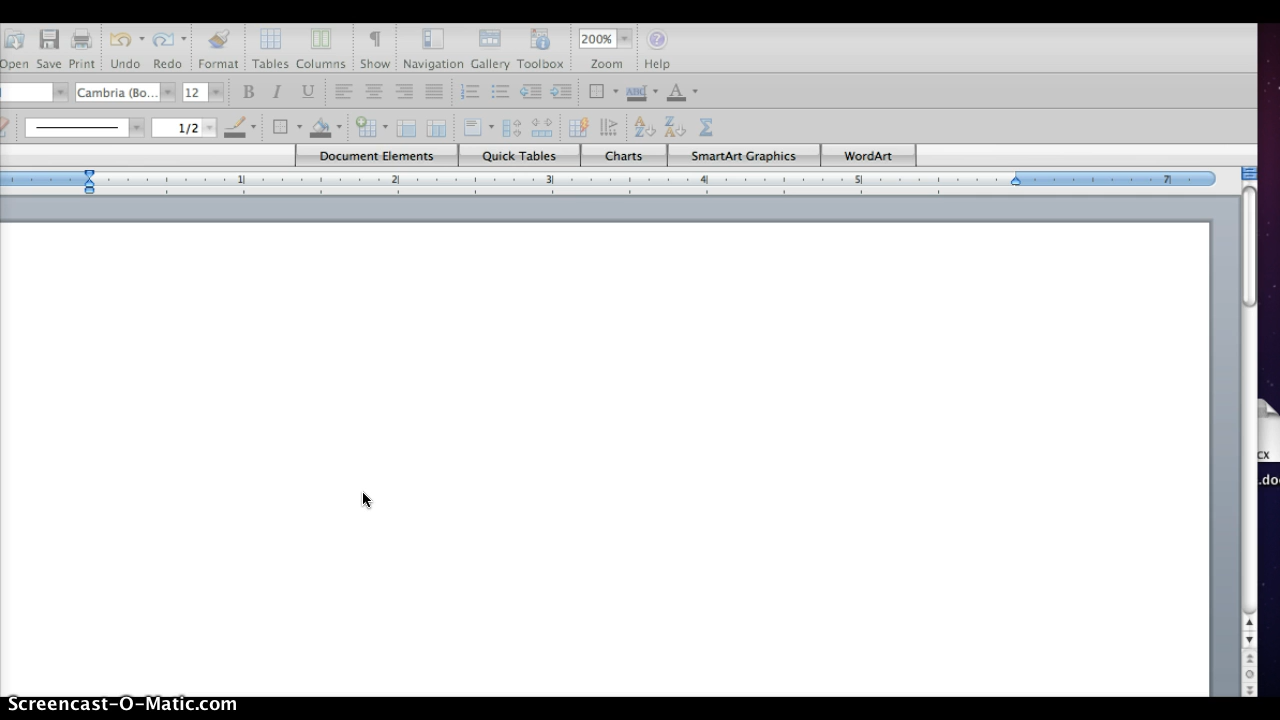 Open Save Print Undo Redo Format Tables Columns Show Navigation Gallery Toolbox 200% Zoom Help
Cambria (Bo... 12 B I U ABC A
1/2
Document Elements Quick Tables Charts SmartArt Graphics WordArt
1 2 3 4 5 7
CX
.do
Screencast-O-Matic.com